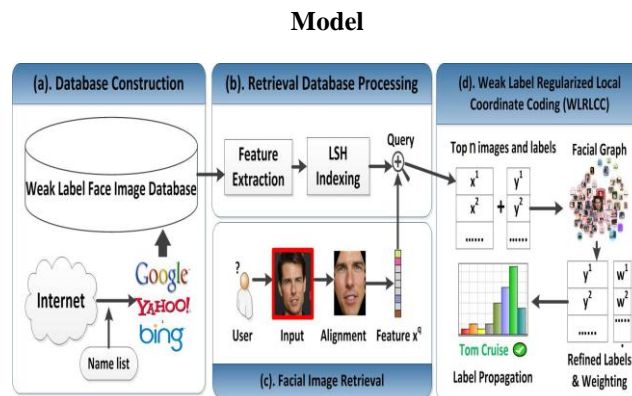 Model
(a). Database Construction
Weak Label Face Image Database
Internet
Google
YAHOO!
bing
Name list
(b). Retrieval Database Processing
Feature
Extraction
LSH
Indexing
Query
?
User
Input
Alignment
Feature x^q
(c). Facial Image Retrieval
(d). Weak Label Regularized Local
Coordinate Coding (WLRLCC)
Top n images and labels
Facial Graph
x^1
x^2
......
+
y^1
y^2
......
y^1
y^2
......
w^1
w^2
......
Tom Cruise
Label Propagation
Refined Labels
& Weighting